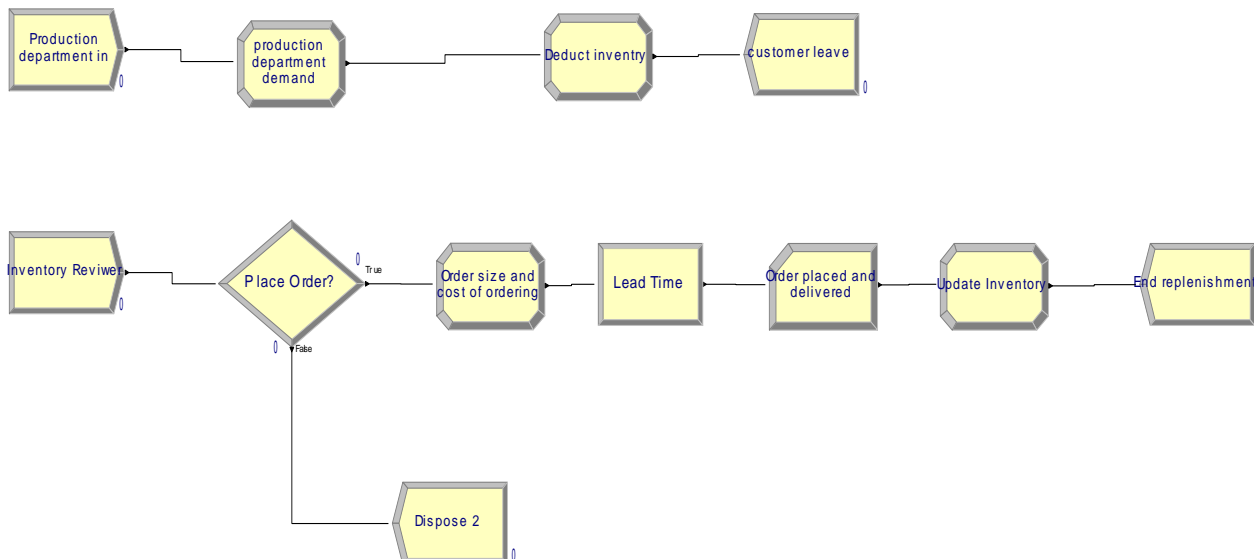 Production
department in
0
production
department
demand
Deduct inventry
customer leave
0
Inventory Reviwer
0
Place Order?
0
True
0
False
Order size and
cost of ordering
Lead Time
Order placed and
delivered
Update Inventory
End replenishment
Dispose 2
0